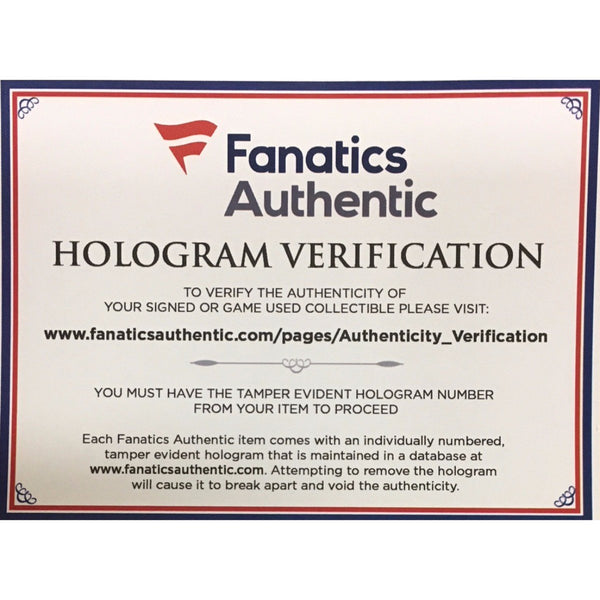 Fanatics
Authentic
HOLOGRAM VERIFICATION
TO VERIFY THE AUTHENTICITY OF
YOUR SIGNED OR GAME USED COLLECTIBLE PLEASE VISIT:
www.fanaticsauthentic.com/pages/Authenticity_Verification
YOU MUST HAVE THE TAMPER EVIDENT HOLOGRAM NUMBER
FROM YOUR ITEM TO PROCEED
Each Fanatics Authentic item comes with an individually numbered,
tamper evident hologram that is maintained in a database at
www.fanaticsauthentic.com. Attempting to remove the hologram
will cause it to break apart and void the authenticity.